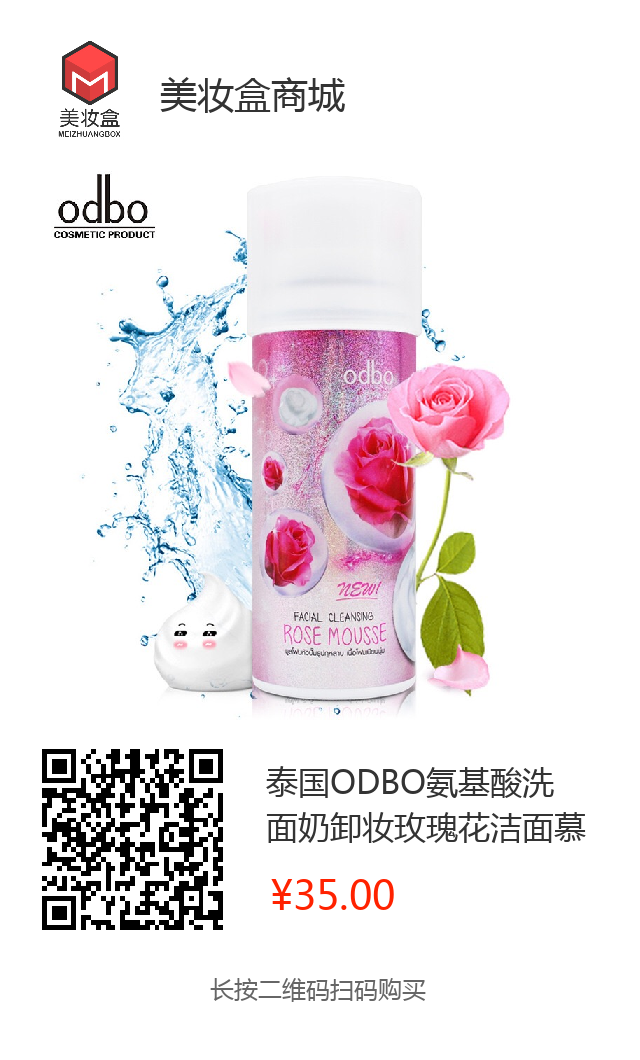 美妆盒
MEIZHUANGBOX
美妆盒商城
odbo
COSMETIC PRODUCT
odbo
NEW!
FACIAL CLEANSING
ROSE MOUSSE
泰国ODBO氨基酸洗
面奶卸妆玫瑰花洁面慕
¥35.00
长按二维码扫码购买